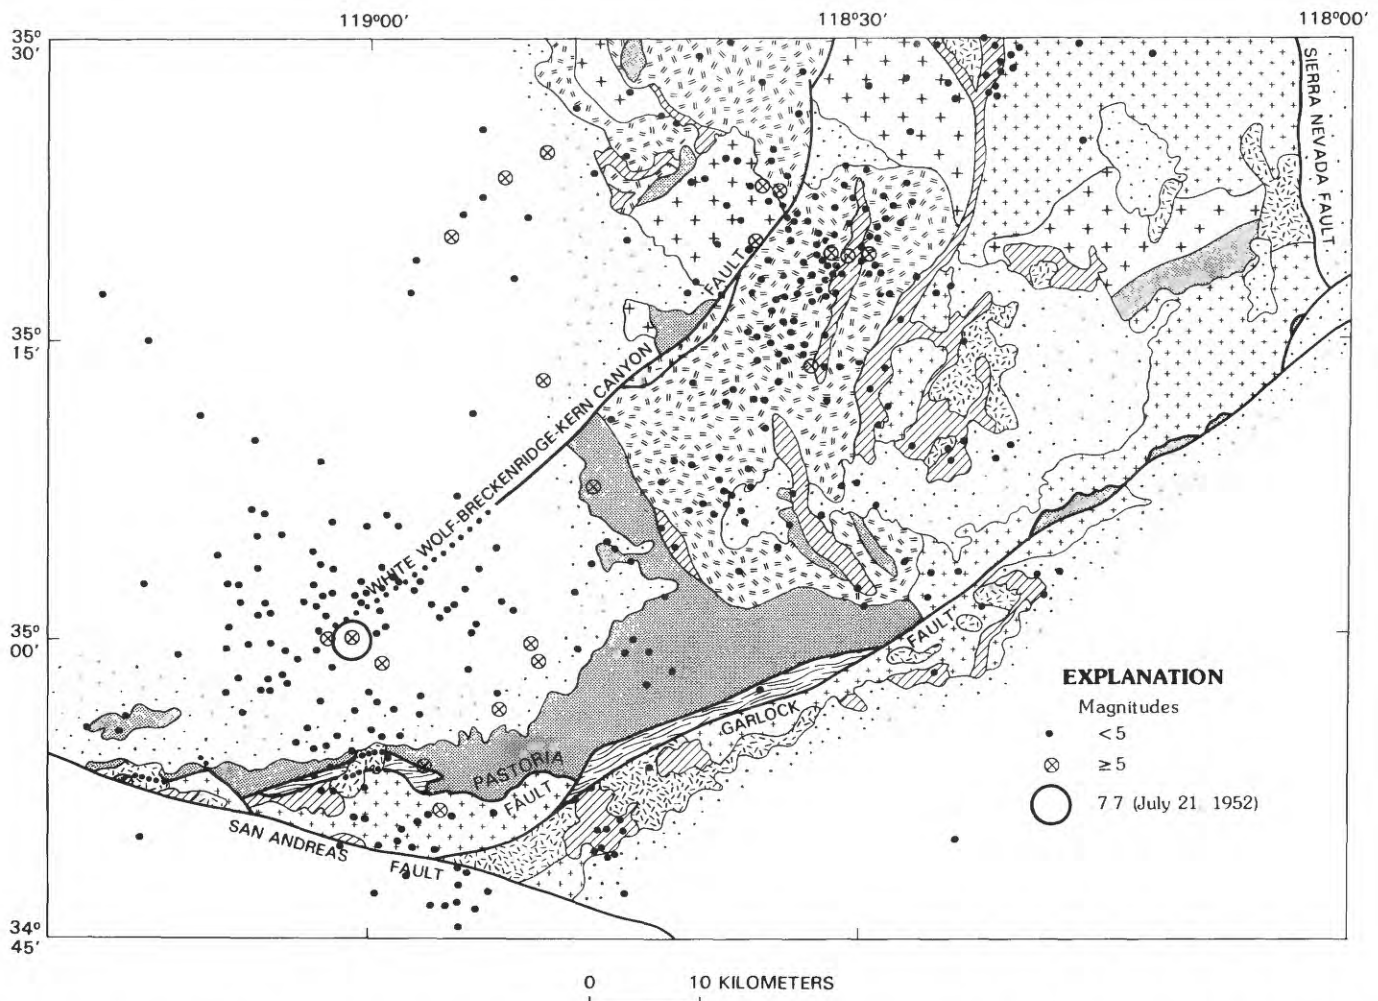 119°00'
118°30'
118°00'
35°
30'
SIERRA NEVADA FAULT
FAULT
35°
15'
WHITE WOLF-BRECKENRIDGE-KERN CANYON
35°
00'
FAULT
GARLOCK
EXPLANATION
Magnitudes
<5
≥5
7.7 (July 21, 1952)
PASTORIA
FAULT
SAN ANDREAS
FAULT
34°
45'
0 10 KILOMETERS